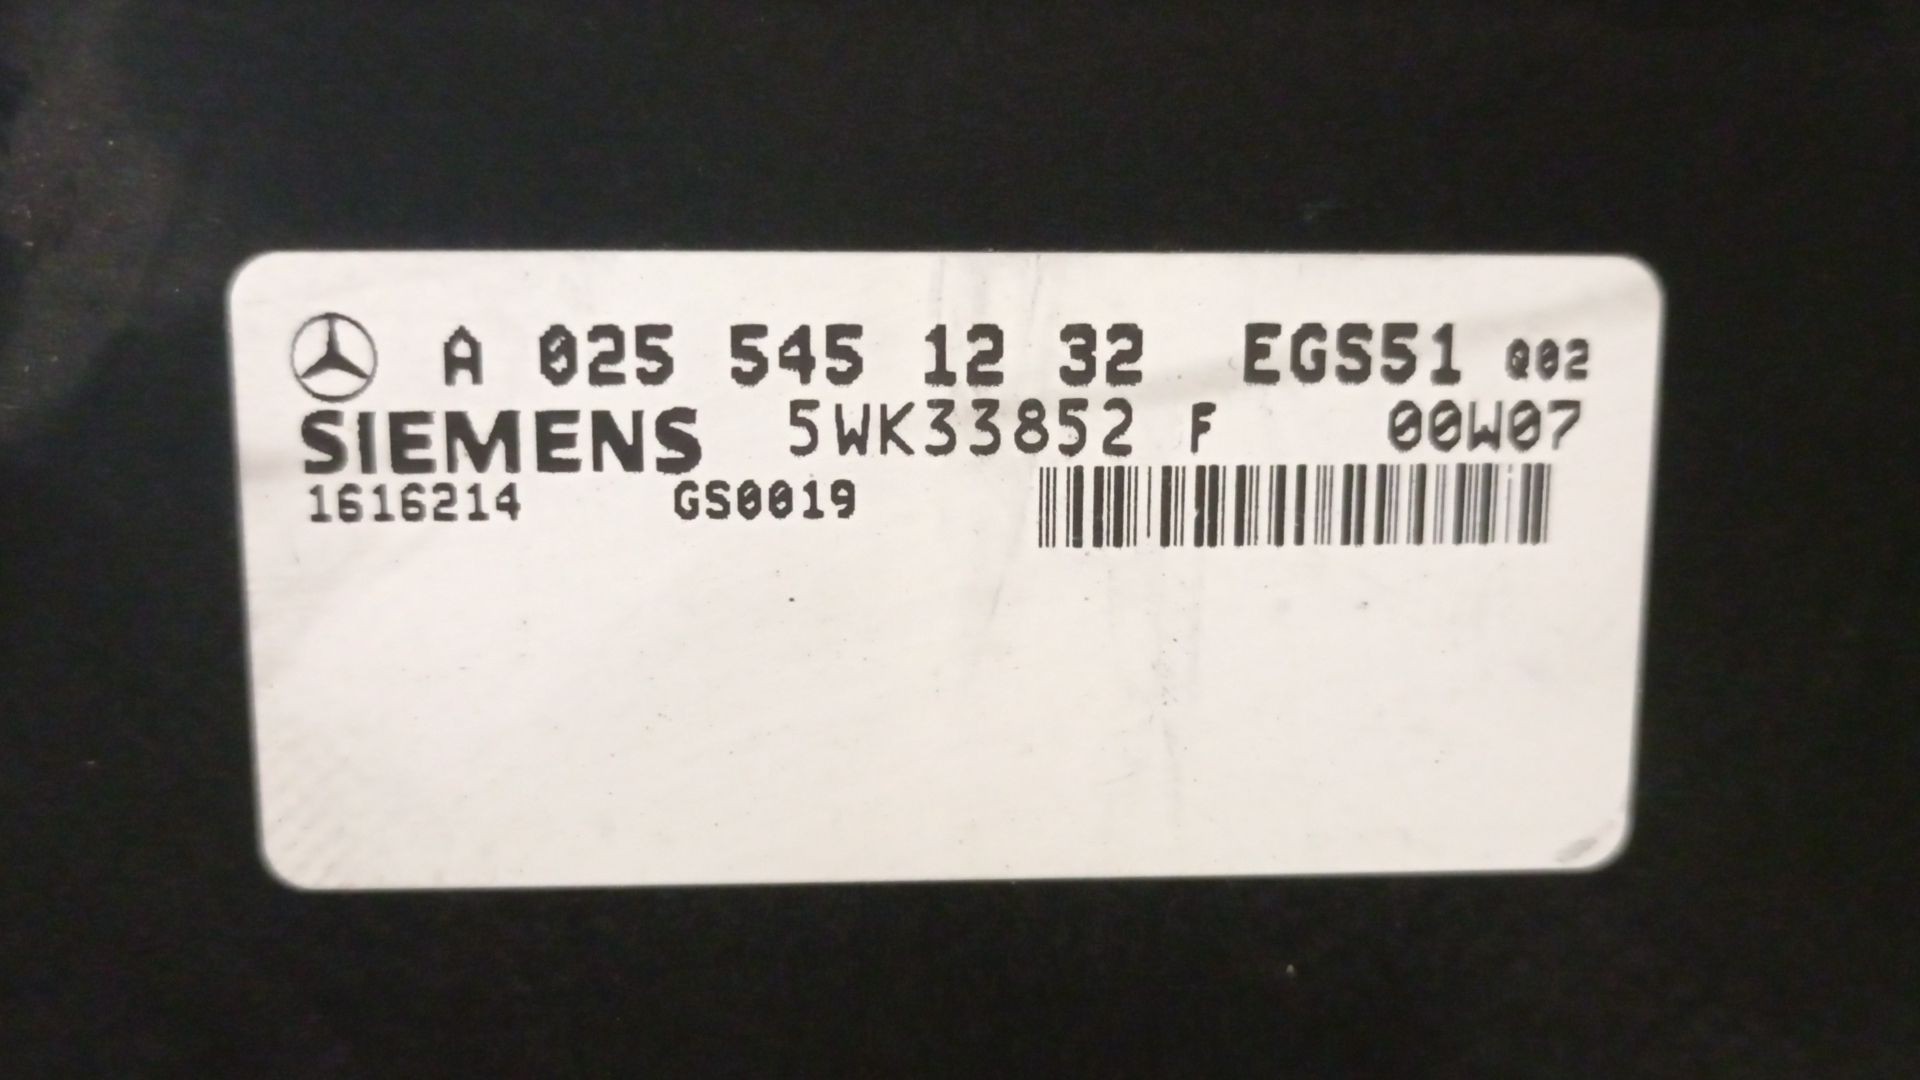 A 025 545 12 32 EGS51 Q02
SIEMENS 5WK33852 F 00W07
1616214 GS0019